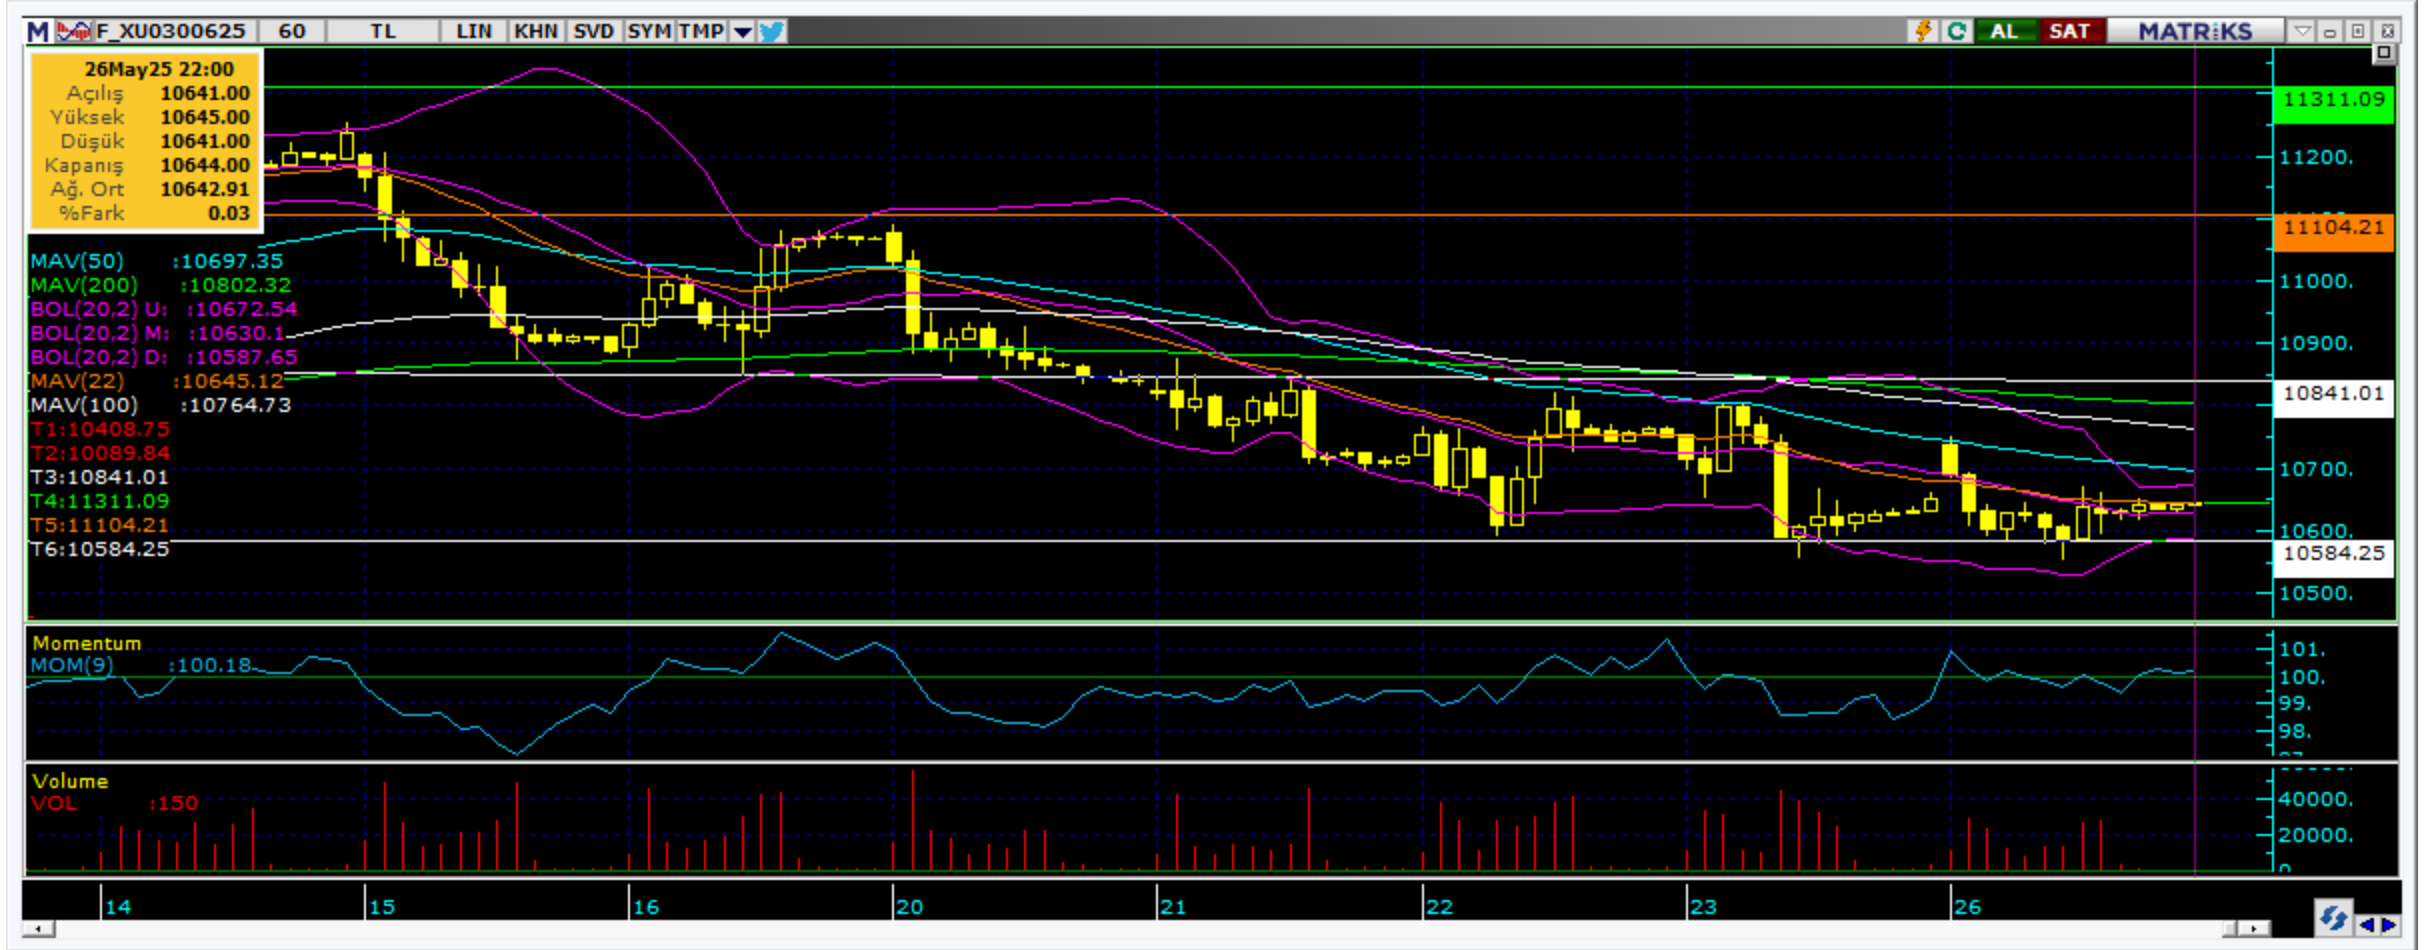 M F_XU0300625 60 TL LIN KHN SVD SYM TMP AL SAT MATRiKS
26May25 22:00
Açılış 10641.00
Yüksek 10645.00
Düşük 10641.00
Kapanış 10644.00
Ağ. Ort 10642.91
%Fark 0.03
MAV(50) :10697.35
MAV(200) :10802.32
BOL(20,2) U: :10672.54
BOL(20,2) M: :10630.1
BOL(20,2) D: :10587.65
MAV(22) :10645.12
MAV(100) :10764.73
T1:10408.75
T2:10089.84
T3:10841.01
T4:11311.09
T5:11104.21
T6:10584.25
11311.09
11200.
11104.21
11000.
10900.
10841.01
10700.
10600.
10584.25
10500.
Momentum
MOM(9) :100.18
101.
100.
99.
98.
Volume
VOL :150
40000.
20000.
14 15 16 20 21 22 23 26